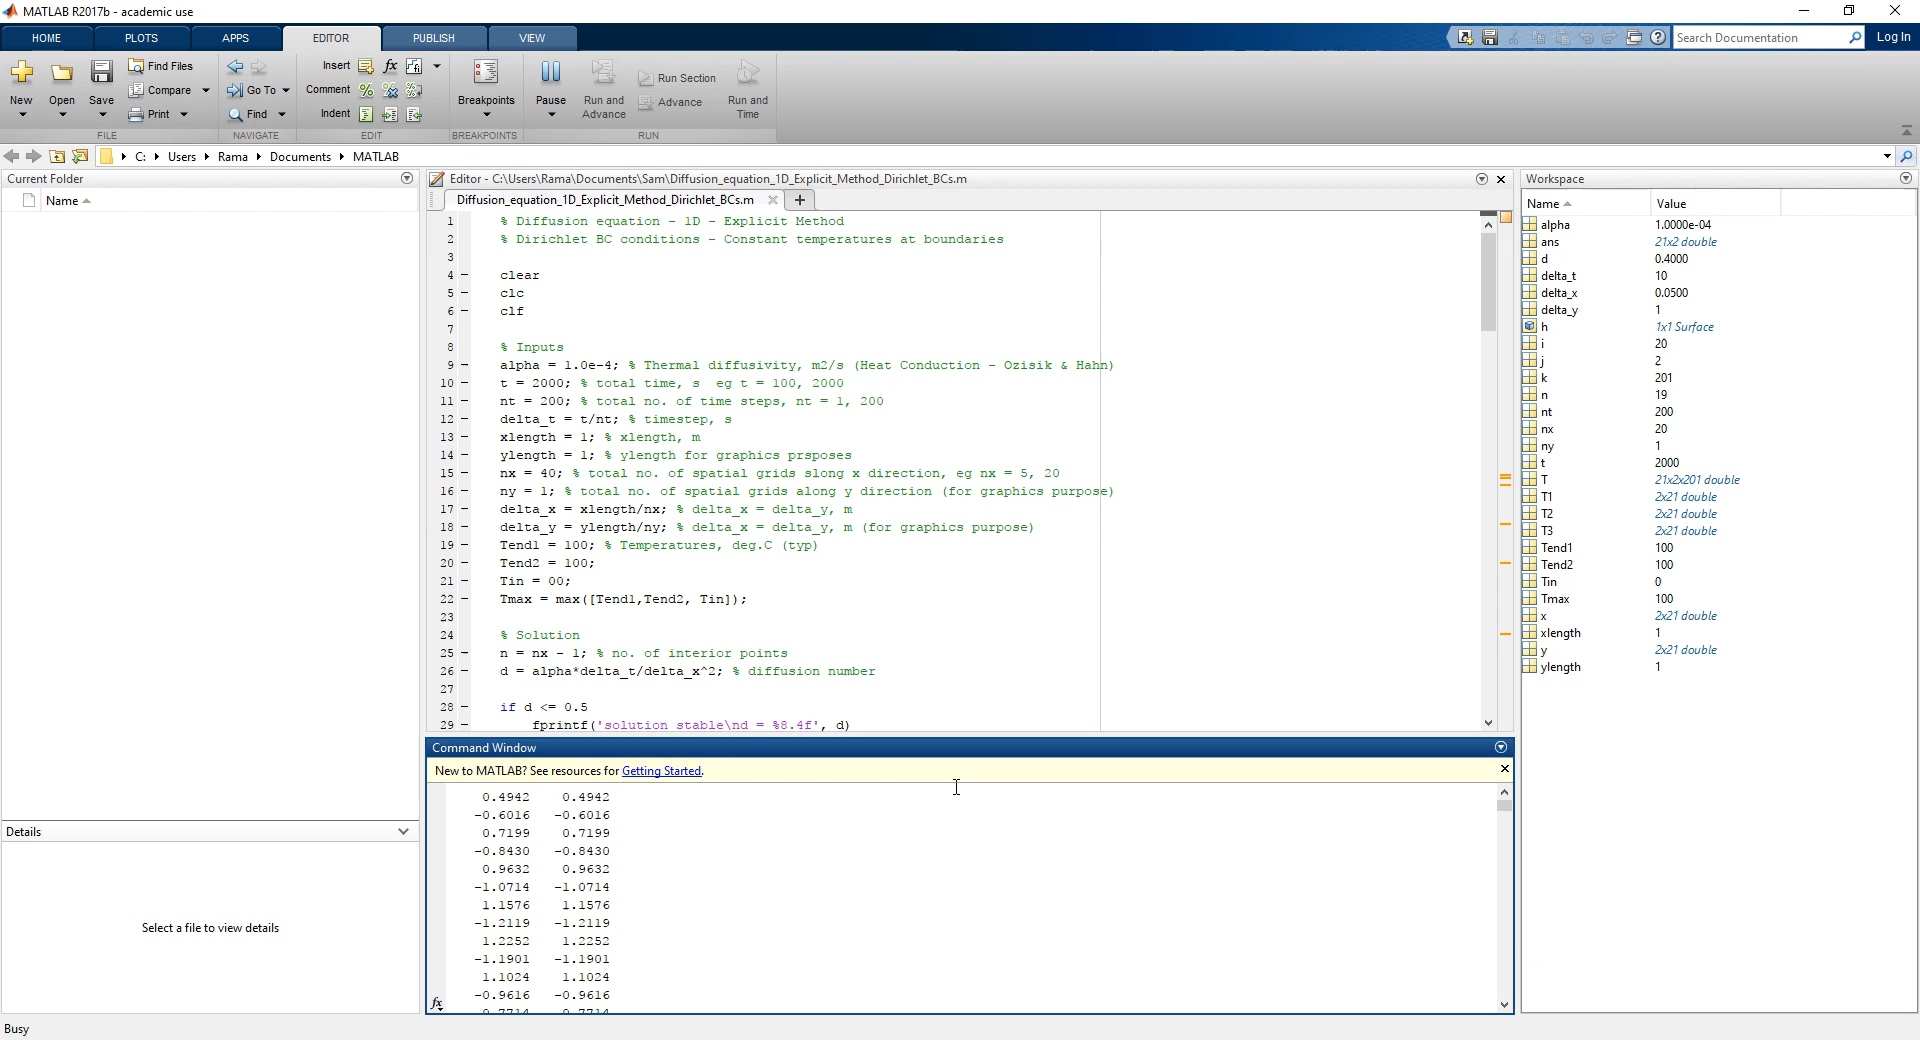 MATLAB R2017b - academic use
HOME PLOTS APPS EDITOR PUBLISH VIEW
Search Documentation Log In
New Open Save
Find Files
Compare
Print
FILE
Go To
Find
NAVIGATE
Insert fx
Comment
Indent
EDIT
Breakpoints
BREAKPOINTS
Pause
Run and Advance
Run Section
Advance
Run and Time
RUN
C: Users Rama Documents MATLAB
Current Folder
Name
Details
Select a file to view details
Editor - C:\Users\Rama\Documents\Sam\Diffusion_equation_1D_Explicit_Method_Dirichlet_BCs.m
Diffusion_equation_1D_Explicit_Method_Dirichlet_BCs.m +
1 % Diffusion equation - 1D - Explicit Method
2 % Dirichlet BC conditions - Constant temperatures at boundaries
3
4 - clear
5 - clc
6 - clf
7
8 % Inputs
9 - alpha = 1.0e-4; % Thermal diffusivity, m2/s (Heat Conduction - Ozisik & Hahn)
10 - t = 2000; % total time, s eg t = 100, 2000
11 - nt = 200; % total no. of time steps, nt = 1, 200
12 - delta_t = t/nt; % timestep, s
13 - xlength = 1; % xlength, m
14 - ylength = 1; % ylength for graphics prsposes
15 - nx = 40; % total no. of spatial grids slong x direction, eg nx = 5, 20
16 - ny = 1; % total no. of spatial grids along y direction (for graphics purpose)
17 - delta_x = xlength/nx; % delta_x = delta_y, m
18 - delta_y = ylength/ny; % delta_x = delta_y, m (for graphics purpose)
19 - Tend1 = 100; % Temperatures, deg.C (typ)
20 - Tend2 = 100;
21 - Tin = 00;
22 - Tmax = max([Tend1,Tend2, Tin]);
23
24 % Solution
25 - n = nx - 1; % no. of interior points
26 - d = alpha*delta_t/delta_x^2; % diffusion number
27
28 - if d <= 0.5
29 - fprintf('solution stable\nd = %8.4f', d)
Command Window
New to MATLAB? See resources for Getting Started.
0.4942 0.4942
-0.6016 -0.6016
0.7199 0.7199
-0.8430 -0.8430
0.9632 0.9632
-1.0714 -1.0714
1.1576 1.1576
-1.2119 -1.2119
1.2252 1.2252
-1.1901 -1.1901
1.1024 1.1024
-0.9616 -0.9616
0.7714 0.7714
fx
Workspace
Name Value
alpha 1.0000e-04
ans 21x2 double
d 0.4000
delta_t 10
delta_x 0.0500
delta_y 1
h 1x1 Surface
i 20
j 2
k 201
n 19
nt 200
nx 20
ny 1
t 2000
T 21x2x201 double
T1 2x21 double
T2 2x21 double
T3 2x21 double
Tend1 100
Tend2 100
Tin 0
Tmax 100
x 2x21 double
xlength 1
y 2x21 double
ylength 1
Busy